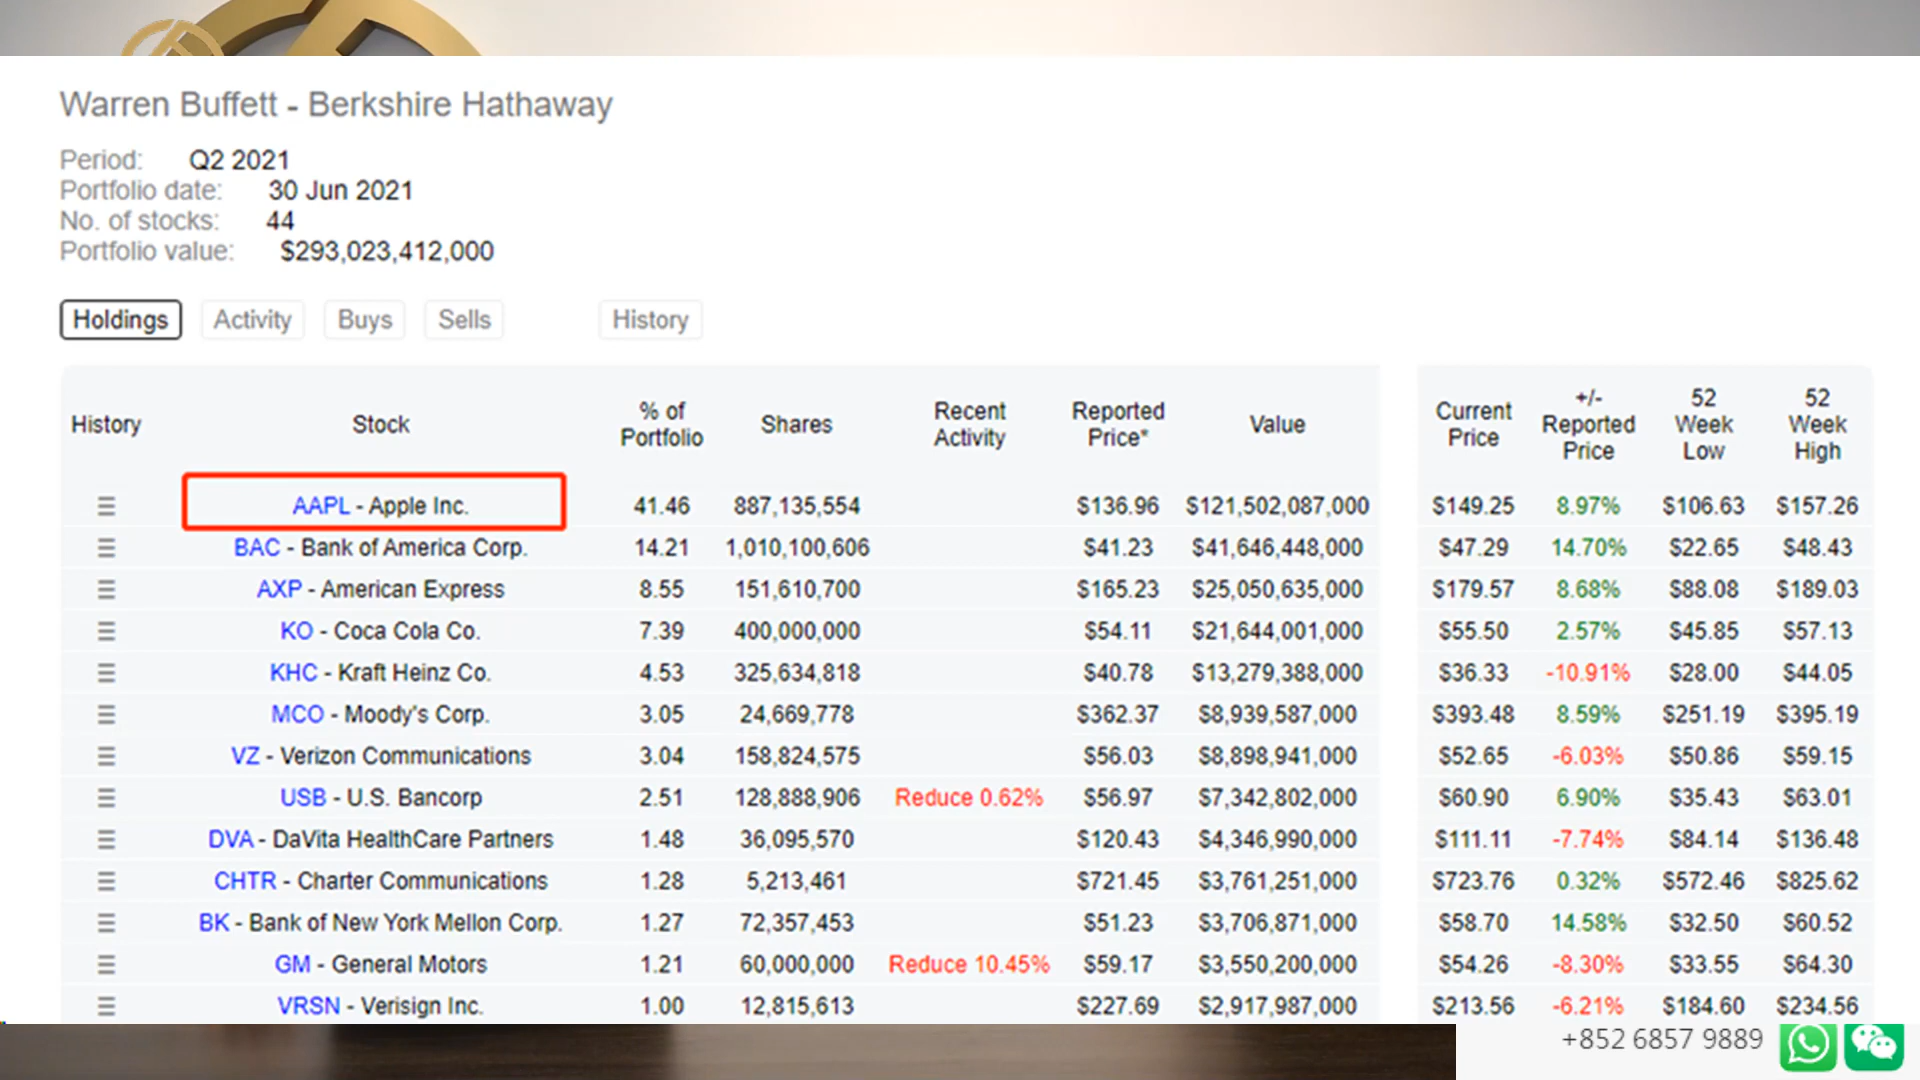 Warren Buffett - Berkshire Hathaway
Period: Q2 2021
Portfolio date: 30 Jun 2021
No. of stocks: 44
Portfolio value: $293,023,412,000
Holdings Activity Buys Sells History
History Stock % of Portfolio Shares Recent Activity Reported Price* Value Current Price +/- Reported Price 52 Week Low 52 Week High
AAPL - Apple Inc. 41.46 887,135,554 $136.96 $121,502,087,000 $149.25 8.97% $106.63 $157.26
BAC - Bank of America Corp. 14.21 1,010,100,606 $41.23 $41,646,448,000 $47.29 14.70% $22.65 $48.43
AXP - American Express 8.55 151,610,700 $165.23 $25,050,635,000 $179.57 8.68% $88.08 $189.03
KO - Coca Cola Co. 7.39 400,000,000 $54.11 $21,644,001,000 $55.50 2.57% $45.85 $57.13
KHC - Kraft Heinz Co. 4.53 325,634,818 $40.78 $13,279,388,000 $36.33 -10.91% $28.00 $44.05
MCO - Moody's Corp. 3.05 24,669,778 $362.37 $8,939,587,000 $393.48 8.59% $251.19 $395.19
VZ - Verizon Communications 3.04 158,824,575 $56.03 $8,898,941,000 $52.65 -6.03% $50.86 $59.15
USB - U.S. Bancorp 2.51 128,888,906 Reduce 0.62% $56.97 $7,342,802,000 $60.90 6.90% $35.43 $63.01
DVA - DaVita HealthCare Partners 1.48 36,095,570 $120.43 $4,346,990,000 $111.11 -7.74% $84.14 $136.48
CHTR - Charter Communications 1.28 5,213,461 $721.45 $3,761,251,000 $723.76 0.32% $572.46 $825.62
BK - Bank of New York Mellon Corp. 1.27 72,357,453 $51.23 $3,706,871,000 $58.70 14.58% $32.50 $60.52
GM - General Motors 1.21 60,000,000 Reduce 10.45% $59.17 $3,550,200,000 $54.26 -8.30% $33.55 $64.30
VRSN - Verisign Inc. 1.00 12,815,613 $227.69 $2,917,987,000 $213.56 -6.21% $184.60 $234.56
+852 6857 9889